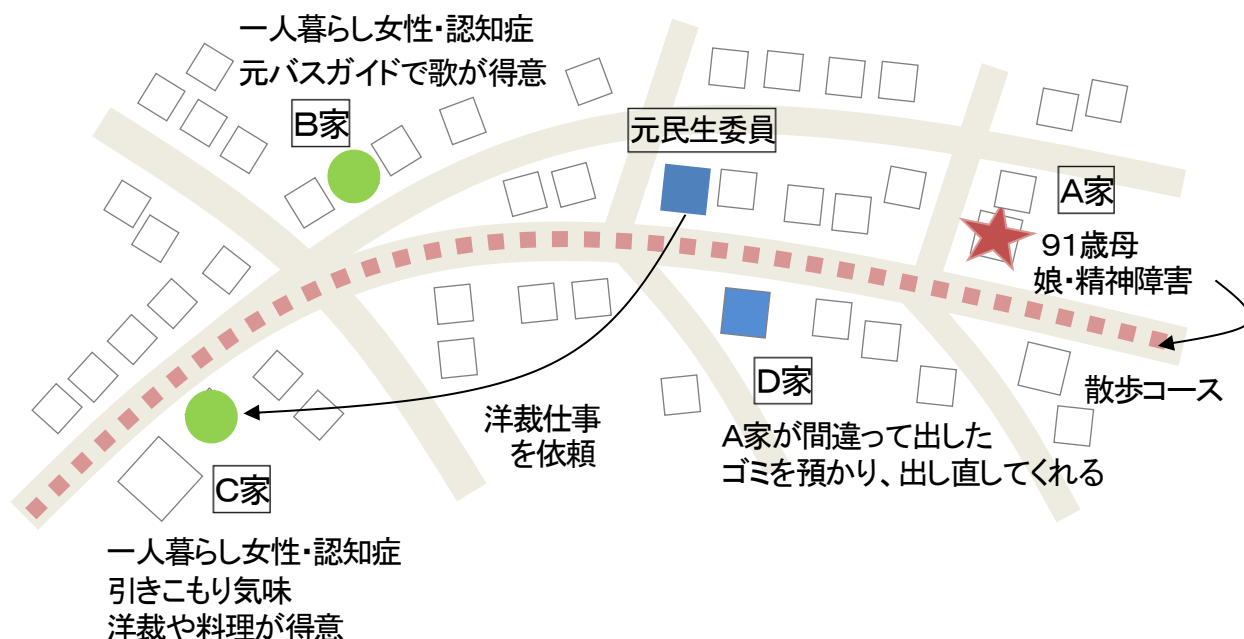 一人暮らし女性・認知症
元バスガイドで歌が得意
B家
元民生委員
A家
91歳母
娘・精神障害
散歩コース
D家
A家が間違って出した
ゴミを預かり、出し直してくれる
洋裁仕事
を依頼
C家
一人暮らし女性・認知症
引きこもり気味
洋裁や料理が得意